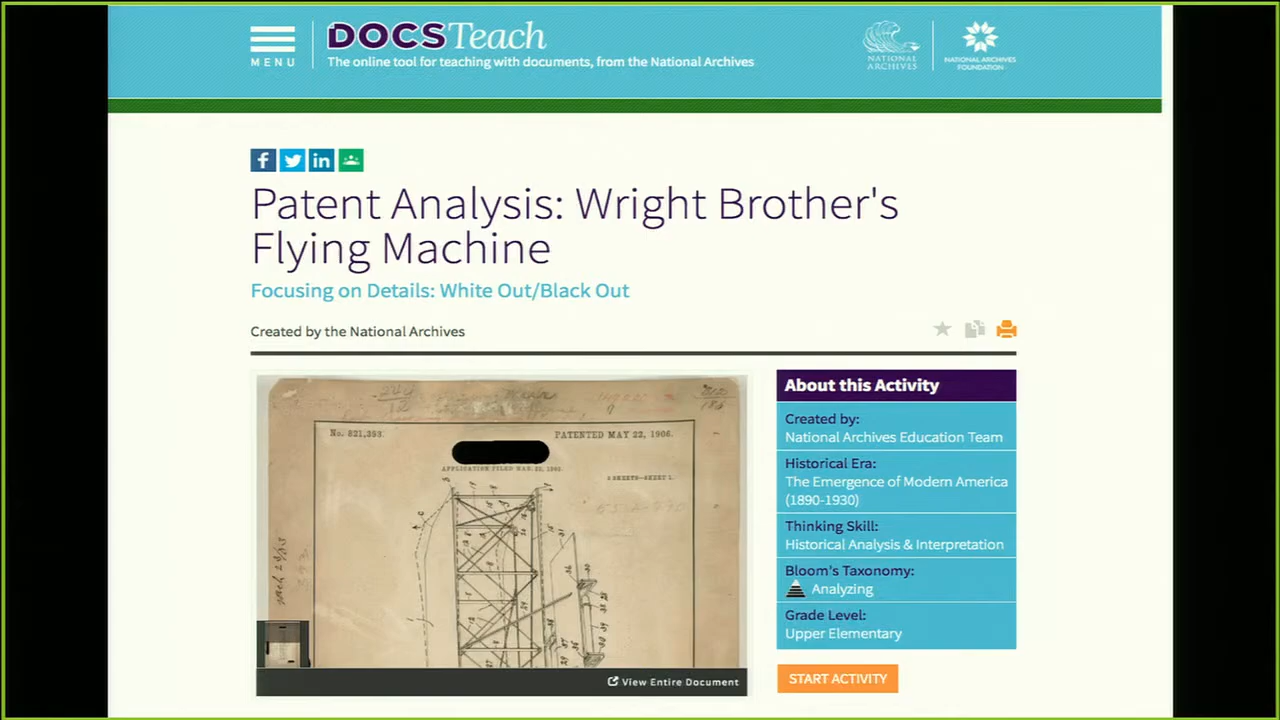 MENU
DOCSTeach
The online tool for teaching with documents, from the National Archives
NATIONAL
ARCHIVES
NATIONAL ARCHIVES
FOUNDATION
Patent Analysis: Wright Brother's
Flying Machine
Focusing on Details: White Out/Black Out
Created by the National Archives
No. 821,393.
PATENTED MAY 22, 1906.
APPLICATION FILED MAR. 23, 1903.
3 SHEETS—SHEET 1.
View Entire Document
About this Activity
Created by:
National Archives Education Team
Historical Era:
The Emergence of Modern America
(1890-1930)
Thinking Skill:
Historical Analysis & Interpretation
Bloom's Taxonomy:
Analyzing
Grade Level:
Upper Elementary
START ACTIVITY